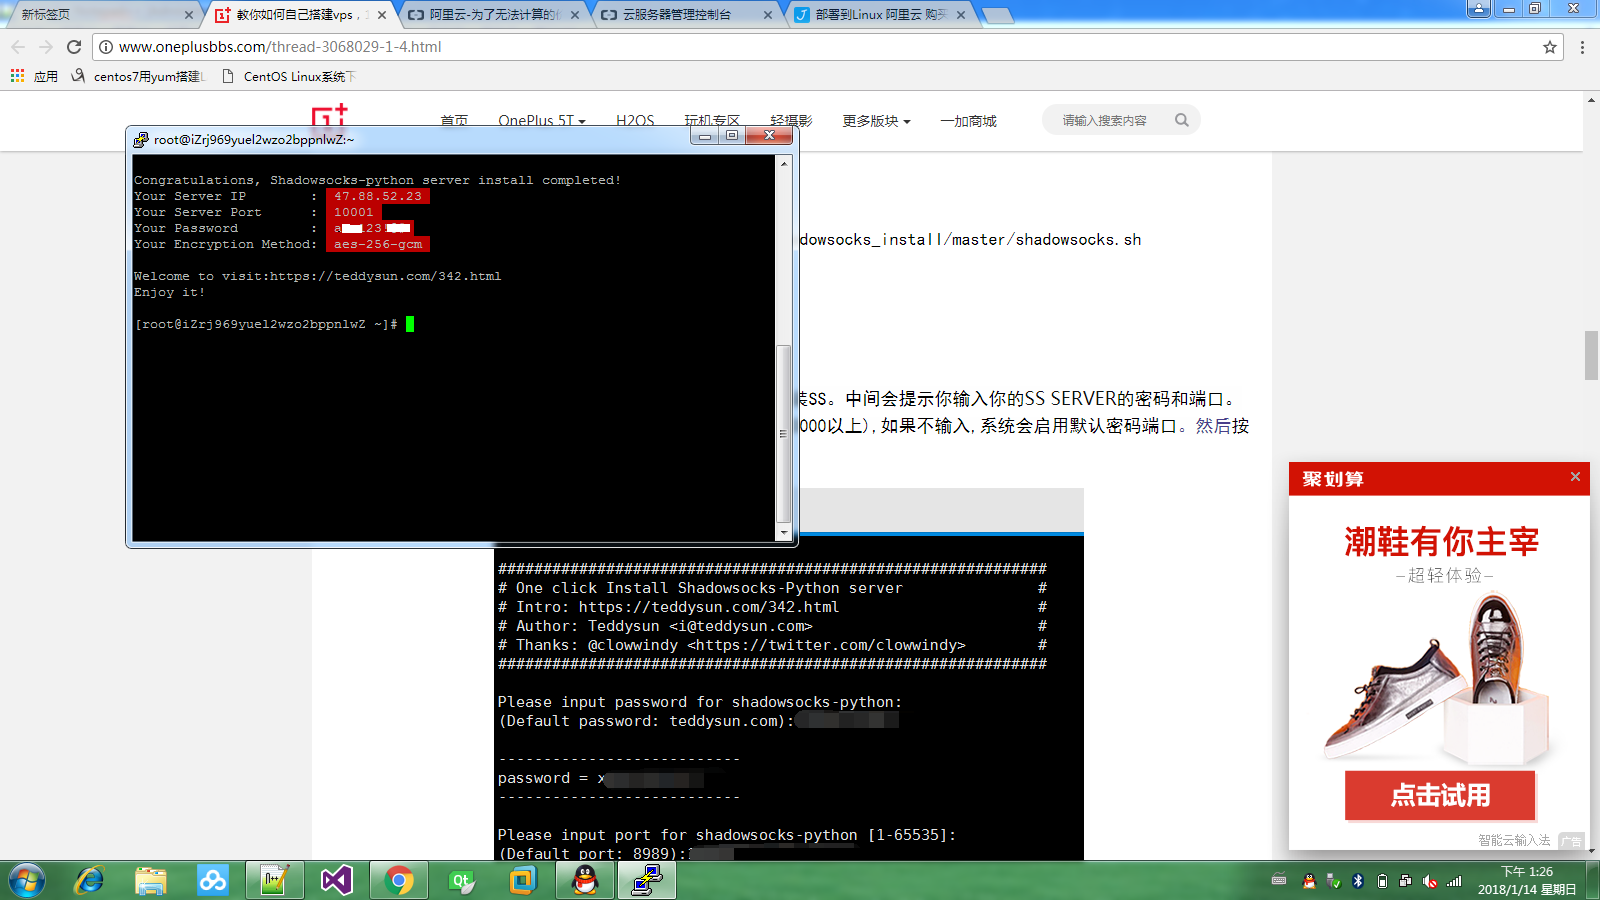 新标签页
教你如何自己搭建vps，1
阿里云-为了无法计算的价
云服务器管理控制台
部署到Linux 阿里云 购买
www.oneplusbbs.com/thread-3068029-1-4.html
应用
centos7用yum搭建L
CentOS Linux系统下
首页
OnePlus 5T
H2OS
玩机专区
轻摄影
更多版块
一加商城
请输入搜索内容
root@iZrj969yuel2wzo2bppnlwZ:~
Congratulations, Shadowsocks-python server install completed!
Your Server IP : 47.88.52.23
Your Server Port : 10001
Your Password : a 123!
Your Encryption Method: aes-256-gcm
Welcome to visit:https://teddysun.com/342.html
Enjoy it!
[root@iZrj969yuel2wzo2bppnlwZ ~]#
dowsocks_install/master/shadowsocks.sh
装SS。中间会提示你输入你的SS SERVER的密码和端口。
000以上),如果不输入,系统会启用默认密码端口。然后按
############################################################
# One click Install Shadowsocks-Python server #
# Intro: https://teddysun.com/342.html #
# Author: Teddysun <i@teddysun.com> #
# Thanks: @clowwindy <https://twitter.com/clowwindy> #
############################################################
Please input password for shadowsocks-python:
(Default password: teddysun.com):
---------------------------
password = x
---------------------------
Please input port for shadowsocks-python [1-65535]:
(Default port: 8989):
聚划算
潮鞋有你主宰
–超轻体验–
点击试用
智能云输入法
广告
下午 1:26
2018/1/14 星期日